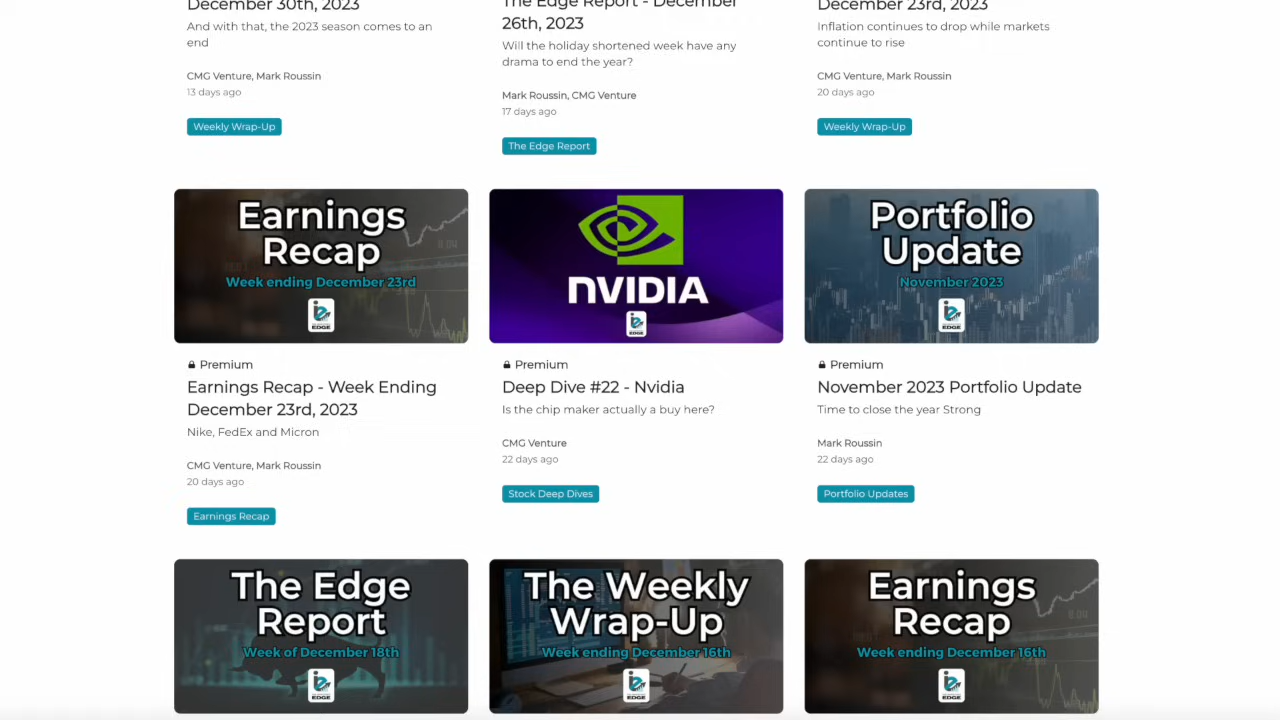 December 30th, 2023
And with that, the 2023 season comes to an
end
CMG Venture, Mark Roussin
13 days ago
Weekly Wrap-Up
The Edge Report - December
26th, 2023
Will the holiday shortened week have any
drama to end the year?
Mark Roussin, CMG Venture
17 days ago
The Edge Report
December 23rd, 2023
Inflation continues to drop while markets
continue to rise
CMG Venture, Mark Roussin
20 days ago
Weekly Wrap-Up
Earnings
Recap
Week ending December 23rd
EDGE
Premium
Earnings Recap - Week Ending
December 23rd, 2023
Nike, FedEx and Micron
CMG Venture, Mark Roussin
20 days ago
Earnings Recap
NVIDIA
EDGE
Premium
Deep Dive #22 - Nvidia
Is the chip maker actually a buy here?
CMG Venture
22 days ago
Stock Deep Dives
Portfolio
Update
November 2023
EDGE
Premium
November 2023 Portfolio Update
Time to close the year Strong
Mark Roussin
22 days ago
Portfolio Updates
The Edge
Report
Week of December 18th
EDGE
The Weekly
Wrap-Up
Week ending December 16th
EDGE
Earnings
Recap
Week ending December 16th
EDGE